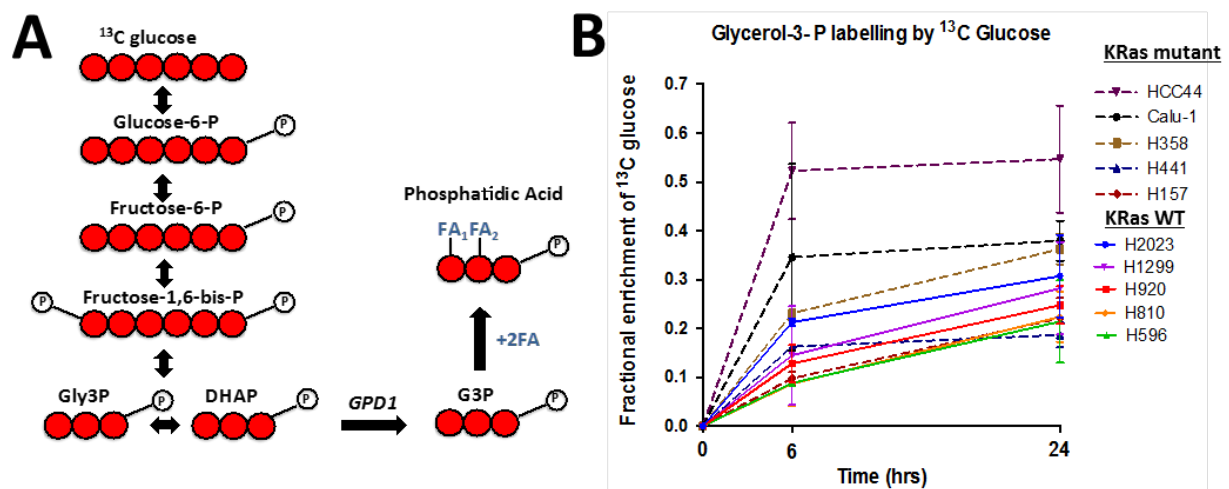 A
¹³C glucose
Glucose-6-P
P
Fructose-6-P
P
P
Fructose-1,6-bis-P
P
Gly3P
P
DHAP
P
GPD1
G3P
P
+2FA
Phosphatidic Acid
FA₁FA₂
P
B
Glycerol-3- P labelling by ¹³C Glucose
Fractional enrichment of ¹³C glucose
0.7
0.6
0.5
0.4
0.3
0.2
0.1
0.0
0
6
24
Time (hrs)
KRas mutant
HCC44
Calu-1
H358
H441
H157
KRas WT
H2023
H1299
H920
H810
H596